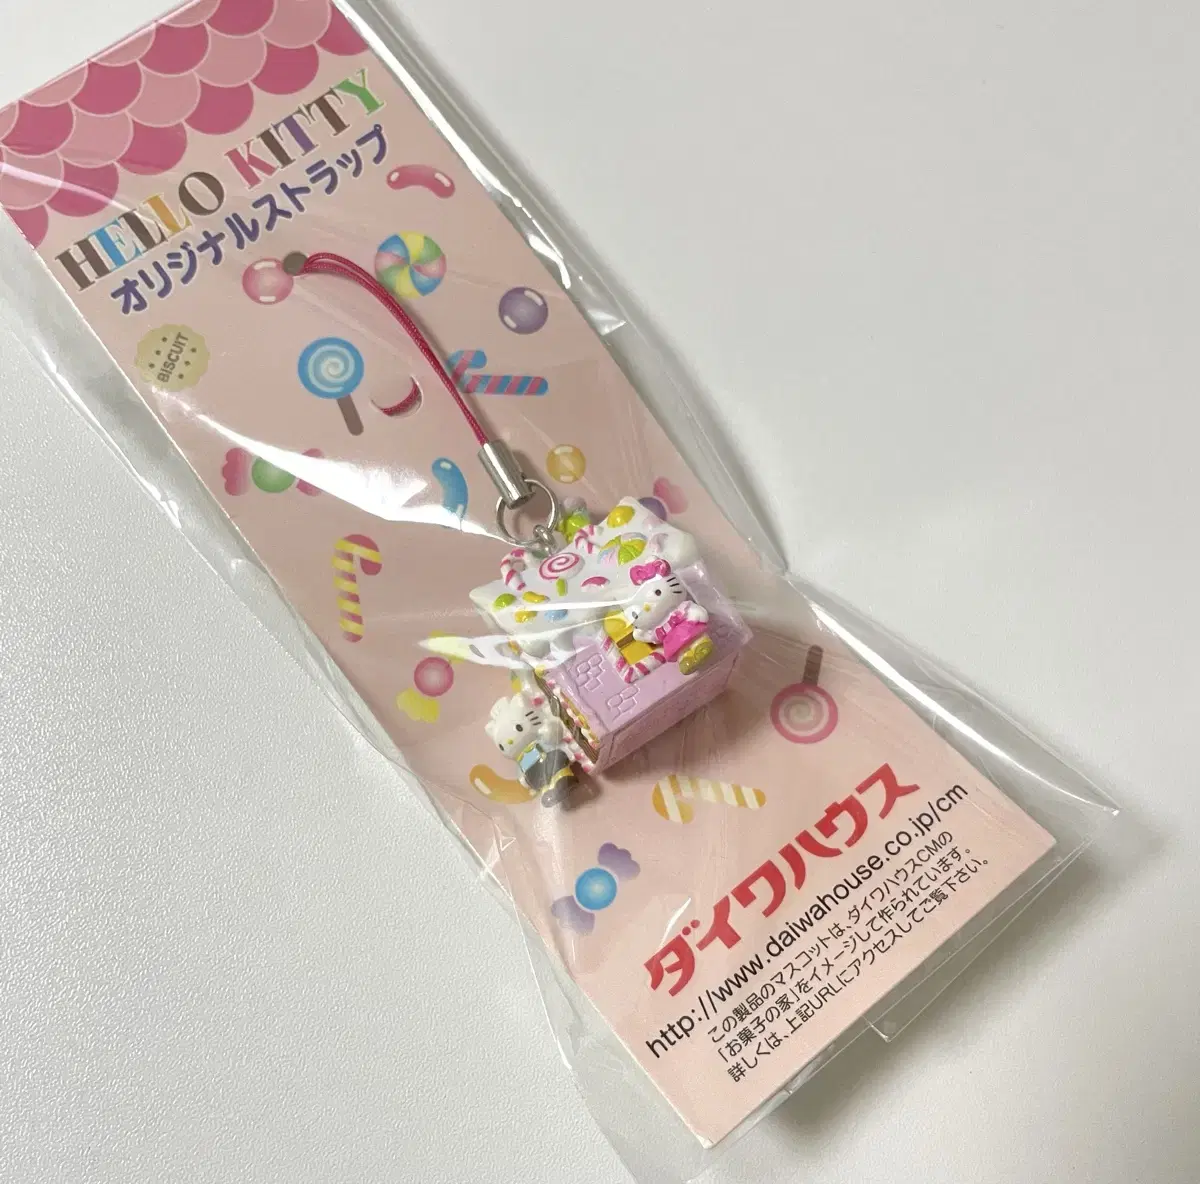 HELLO KITTY
オリジナルストラップ
BISCUIT
ダイワハウス
http://www.daiwahouse.co.jp/cm
この製品のマスコットは、ダイワハウスCMの
「お菓子の家」をイメージして作られています。
詳しくは、上記URLにアクセスしてご覧下さい。